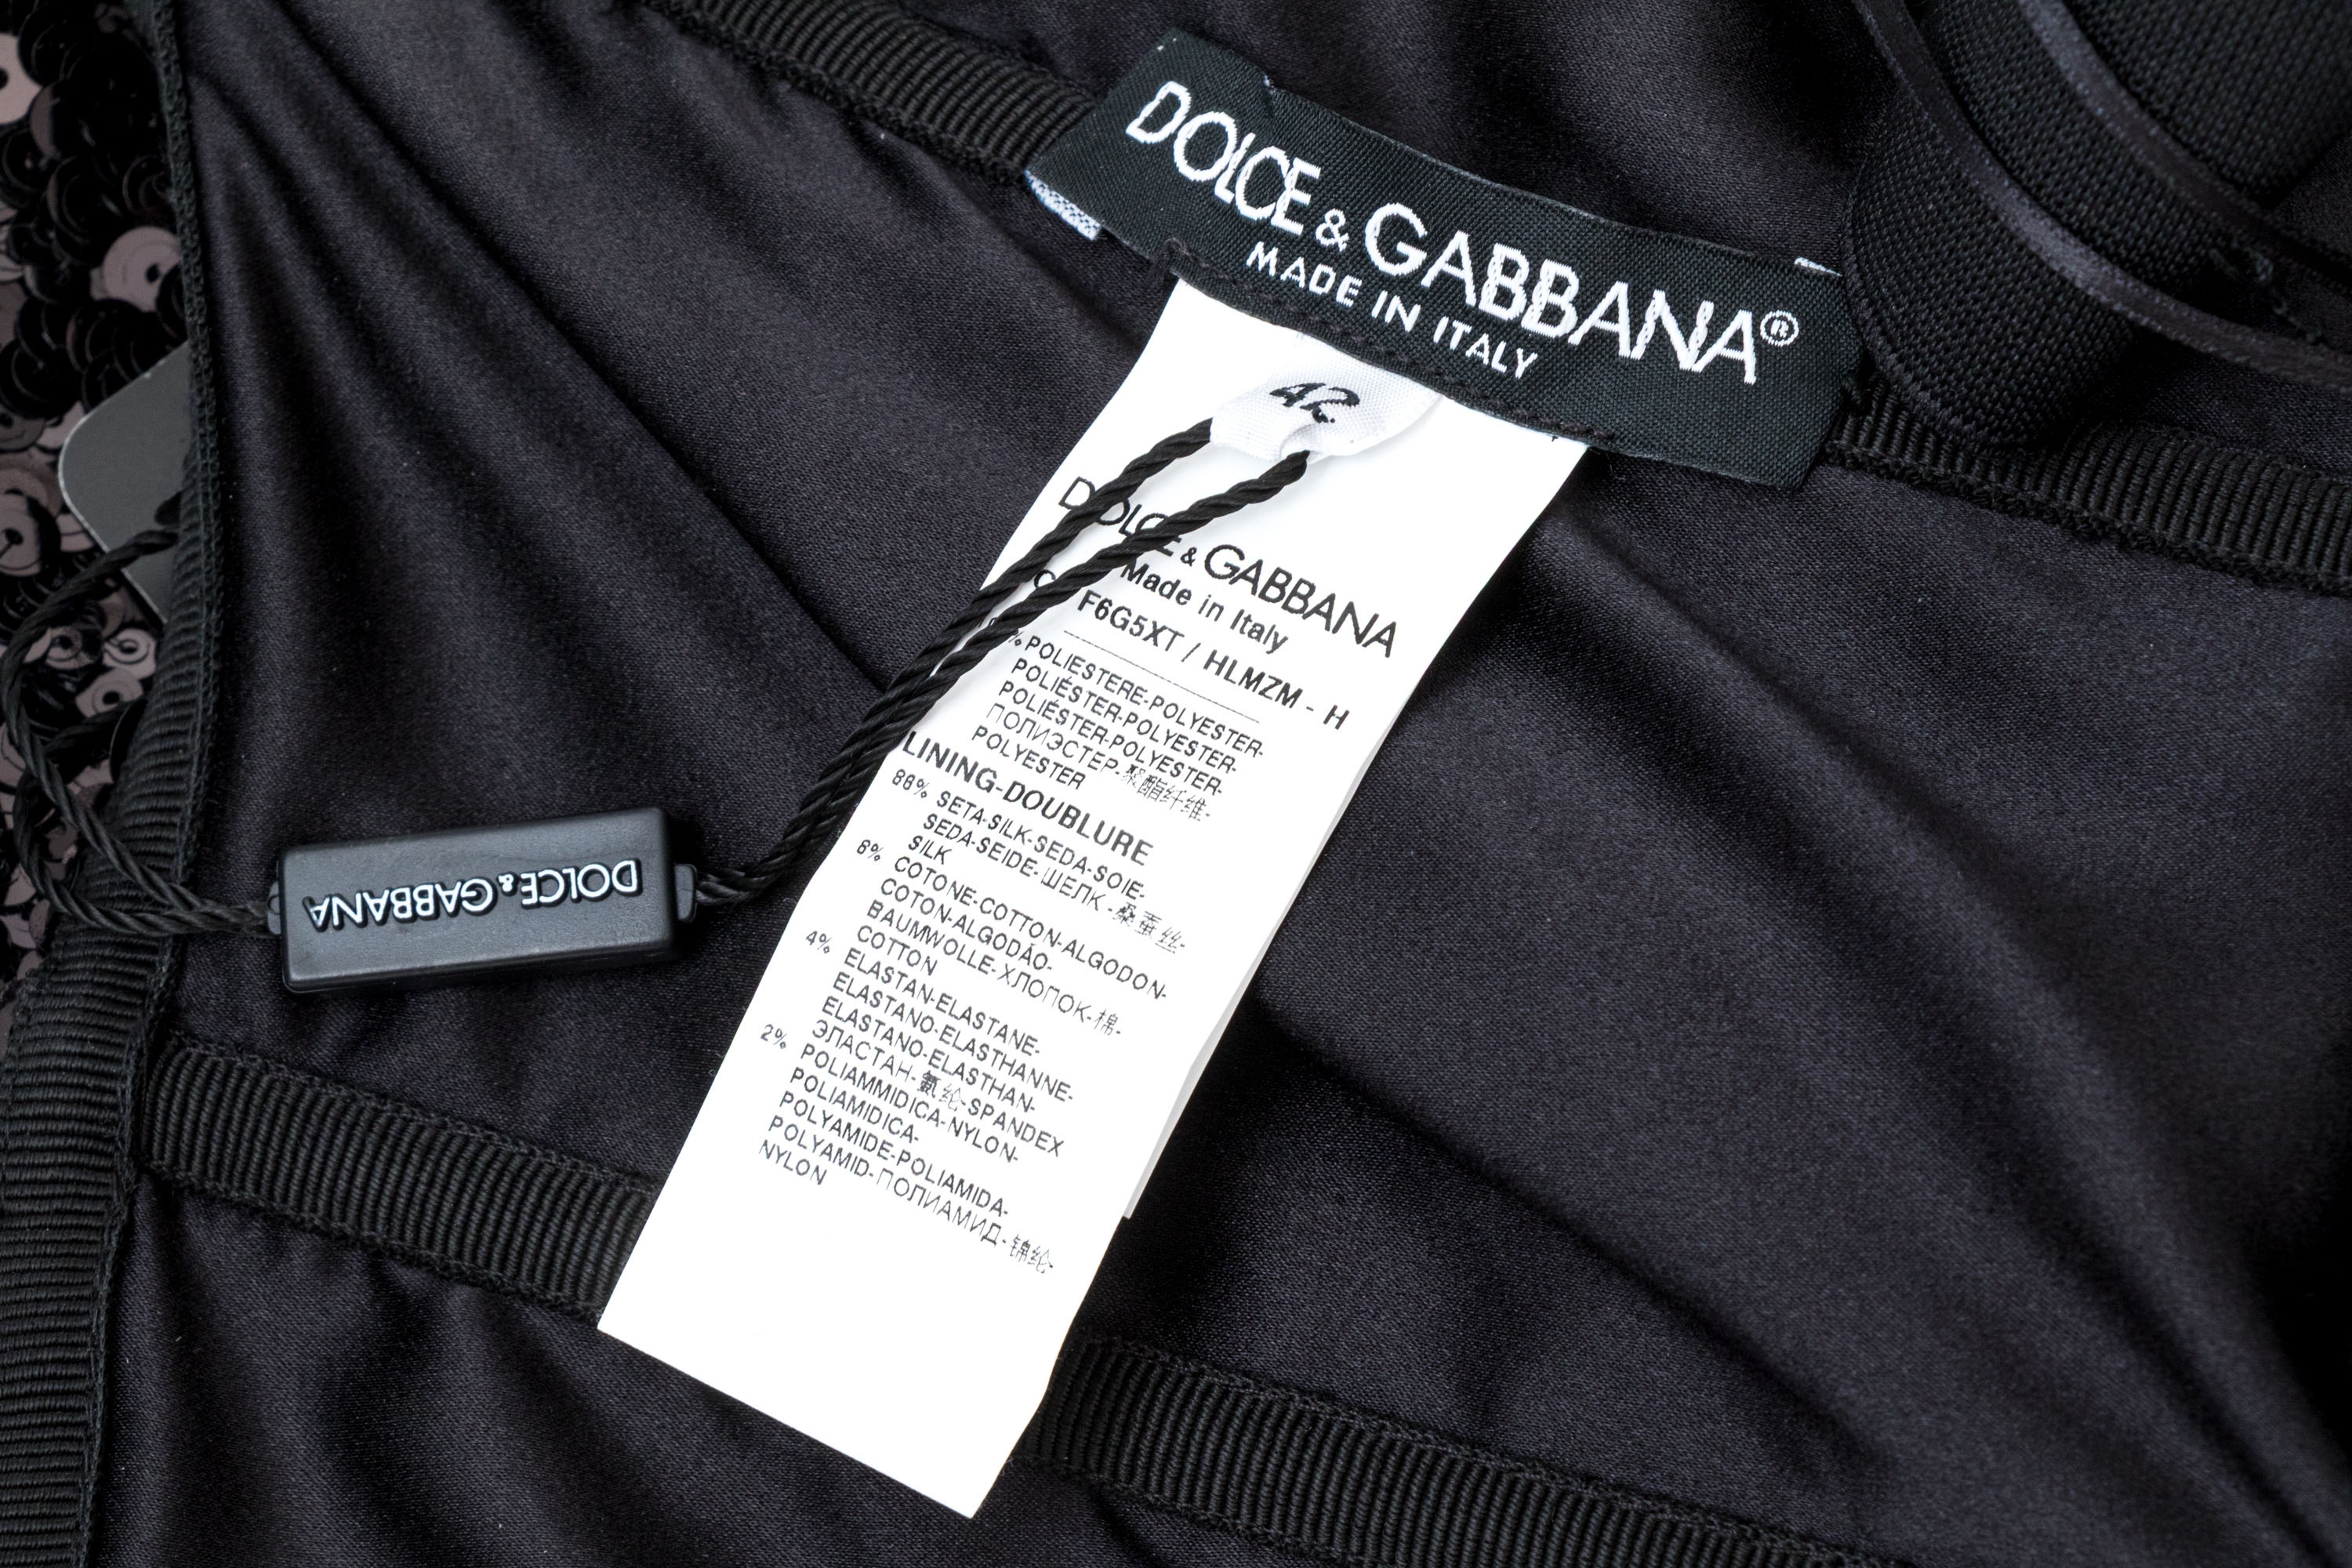 DOLCE & GABBANA®
MADE IN ITALY
42
DOLCE & GABBANA
Made in Italy
F6G5XT / HLMZM - H
POLIESTERE-POLYESTER-
POLIÉSTER-POLYESTER-
POLIÉSTER-POLYESTER-
ПОЛИЭСТЕР-聚酯纤维-
POLYESTER
LINING-DOUBLURE
88% SETA-SILK-SEDA-SOIE-
SEDA-SEIDE-ШЕЛК-桑蚕丝-
SILK
6% COTONE-COTTON-ALGODON-
COTON-ALGODÃO-
BAUMWOLLE-ХЛОПОК-棉-
COTTON
4% ELASTAN-ELASTANE-
ELASTANO-ELASTHANNE-
ELASTANO-ELASTHAN-
ЭЛАСТАН-氨纶-SPANDEX
2% POLIAMMIDICA-NYLON-
POLIAMIDICA-
POLYAMIDE-POLIAMIDA-
POLYAMID-ПОЛИАМИД-锦纶-
NYLON
DOLCE & GABBANA